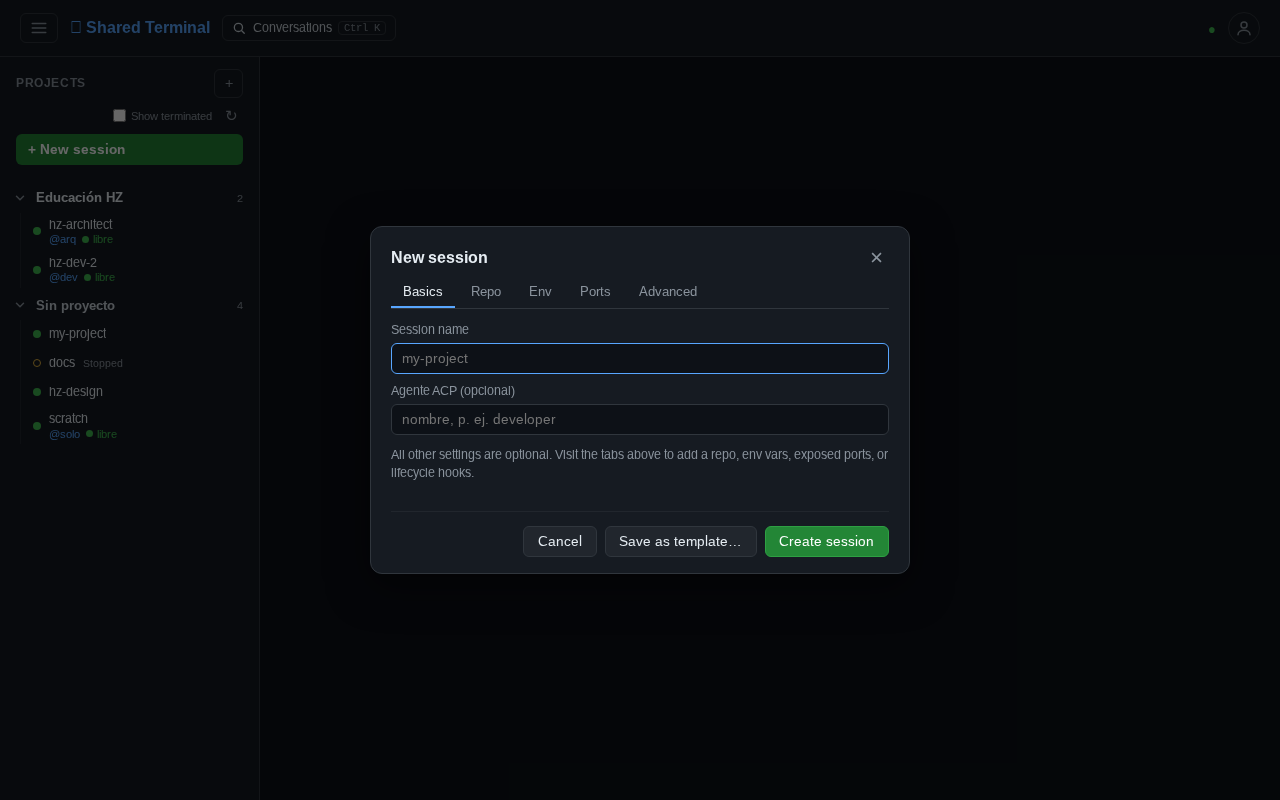 Shared Terminal
Conversations Ctrl K
PROJECTS
+
Show terminated ↻
+ New session
Educación HZ 2
hz-architect
@arq libre
hz-dev-2
@dev libre
Sin proyecto 4
my-project
docs Stopped
hz-design
scratch
@solo libre
New session ✕
Basics Repo Env Ports Advanced
Session name
my-project
Agente ACP (opcional)
nombre, p. ej. developer
All other settings are optional. Visit the tabs above to add a repo, env vars, exposed ports, or
lifecycle hooks.
Cancel Save as template… Create session